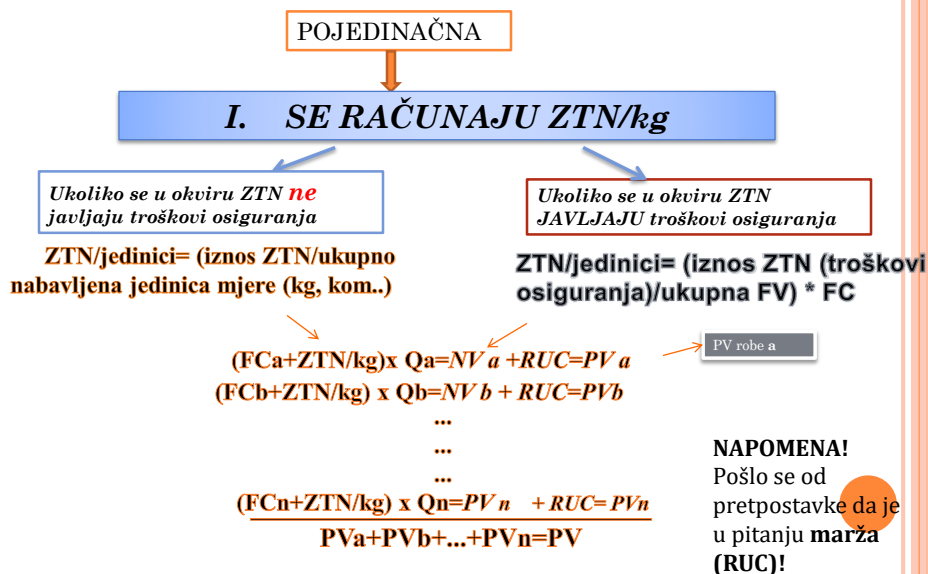 POJEDINAČNA
I. SE RAČUNAJU ZTN/kg
Ukoliko se u okviru ZTN ne
javljaju troškovi osiguranja
Ukoliko se u okviru ZTN
JAVLJAJU troškovi osiguranja
ZTN/jedinici= (iznos ZTN/ukupno
nabavljena jedinica mjere (kg, kom..)
ZTN/jedinici= (iznos ZTN (troškovi
osiguranja)/ukupna FV) * FC
(FCa+ZTN/kg)x Qa=NV a +RUC=PV a
PV robe a
(FCb+ZTN/kg) x Qb=NV b + RUC=PVb
...
...
...
(FCn+ZTN/kg) x Qn=PV n + RUC= PVn
PVa+PVb+...+PVn=PV
NAPOMENA!
Pošlo se od
pretpostavke da je
u pitanju marža
(RUC)!